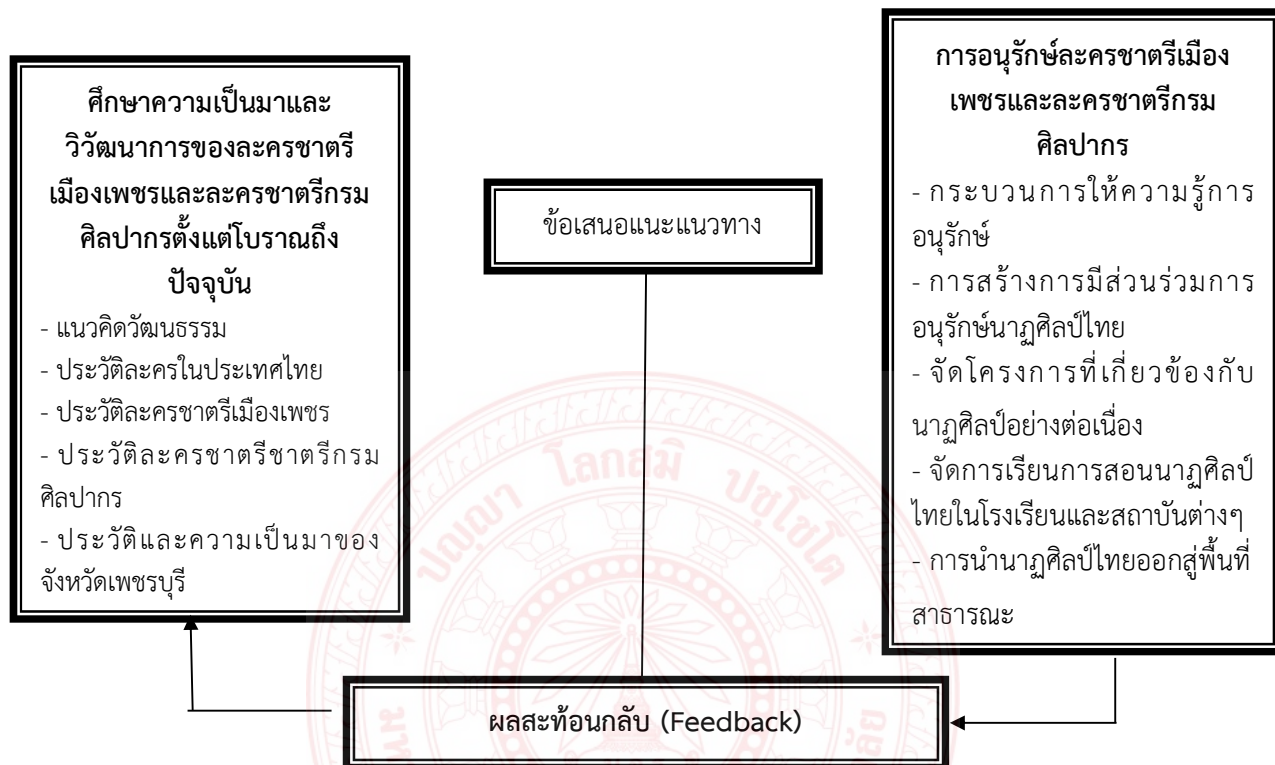 ศึกษาความเป็นมาและ
วิวัฒนาการของละครชาตรี
เมืองเพชรและละครชาตรีกรม
ศิลปากรตั้งแต่โบราณถึง
ปัจจุบัน
- แนวคิดวัฒนธรรม
- ประวัติละครในประเทศไทย
- ประวัติละครชาตรีเมืองเพชร
- ประวัติละครชาตรีชาตรีกรม
ศิลปากร
- ประวัติและความเป็นมาของ
จังหวัดเพชรบุรี
ข้อเสนอแนะแนวทาง
การอนุรักษ์ละครชาตรีเมือง
เพชรและละครชาตรีกรม
ศิลปากร
- กระบวนการให้ความรู้การ
อนุรักษ์
- การสร้างการมีส่วนร่วมการ
อนุรักษ์นาฏศิลป์ไทย
- จัดโครงการที่เกี่ยวข้องกับ
นาฏศิลป์อย่างต่อเนื่อง
- จัดการเรียนการสอนนาฏศิลป์
ไทยในโรงเรียนและสถาบันต่างๆ
- การนำนาฏศิลป์ไทยออกสู่พื้นที่
สาธารณะ
ผลสะท้อนกลับ (Feedback)
ปญฺญา โลกสฺมิ ปชฺโชโต